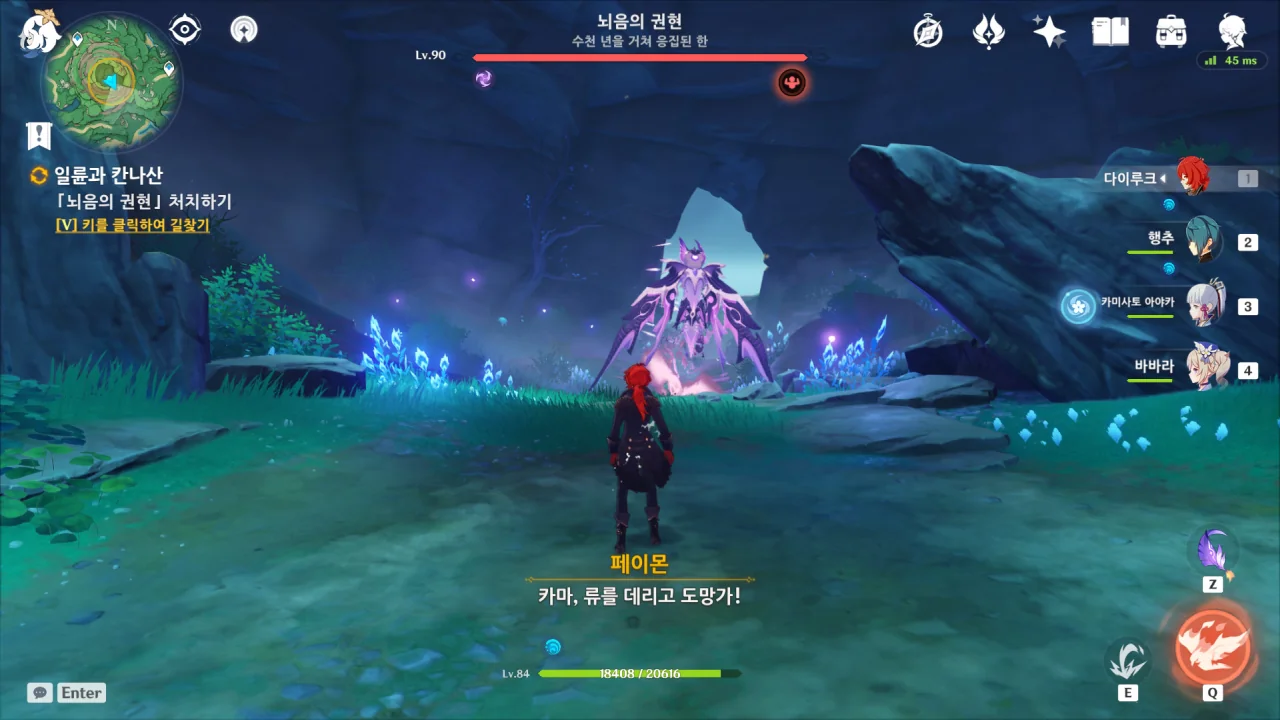 뇌음의 권현
수천 년을 거쳐 응집된 한
Lv.90
N
45 ms
일륜과 칸나산
「뇌음의 권현」 처치하기
[V] 키를 클릭하여 길찾기
다이루크
1
행추
2
카미사토 아야카
3
바바라
4
페이몬
카마, 류를 데리고 도망가!
Z
Lv.84
18408 / 20616
Enter
E
Q